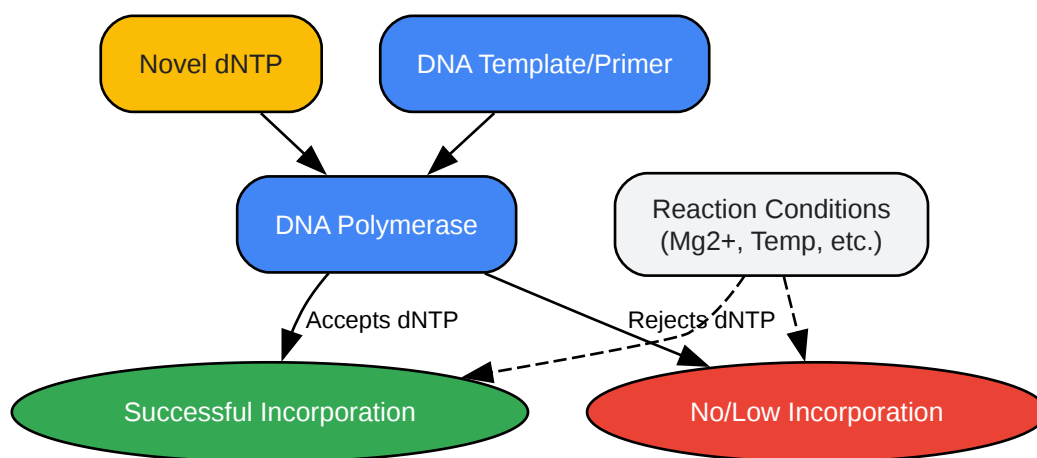 Novel dNTP
DNA Template/Primer
DNA Polymerase
Reaction Conditions
(Mg2+, Temp, etc.)
Accepts dNTP
Rejects dNTP
Successful Incorporation
No/Low Incorporation